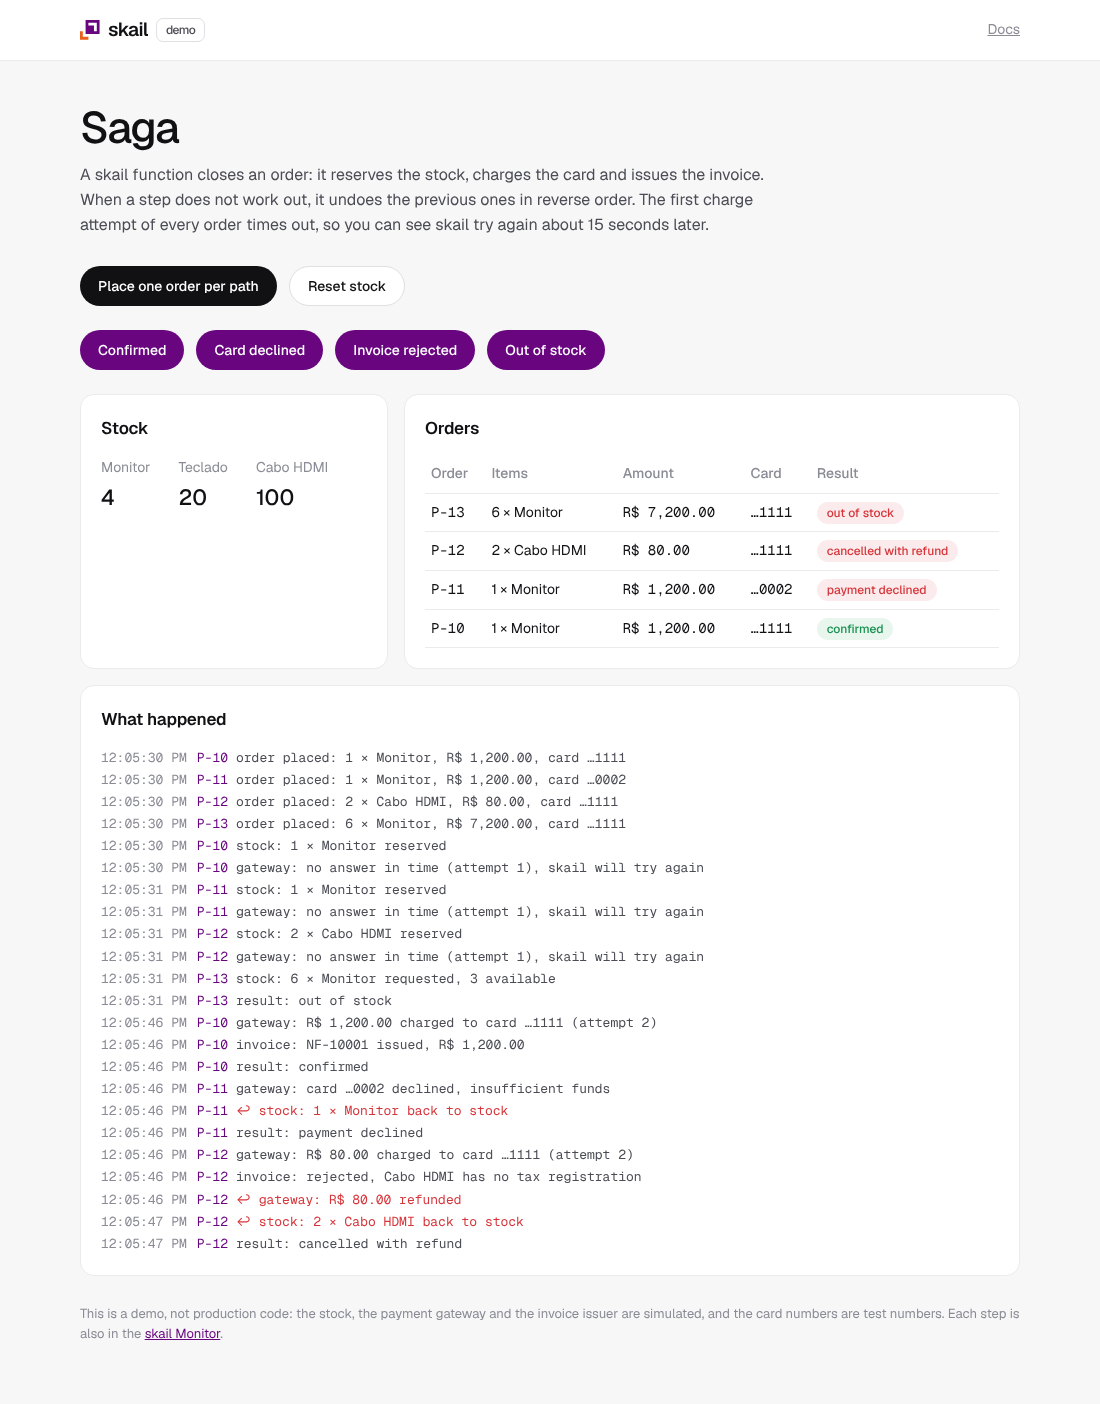 skail demo Docs
Saga
A skail function closes an order: it reserves the stock, charges the card and issues the invoice.
When a step does not work out, it undoes the previous ones in reverse order. The first charge
attempt of every order times out, so you can see skail try again about 15 seconds later.
Place one order per path Reset stock
Confirmed Card declined Invoice rejected Out of stock
Stock
Monitor Teclado Cabo HDMI
4 20 100
Orders
Order Items Amount Card Result
P-13 6 × Monitor R$ 7,200.00 …1111 out of stock
P-12 2 × Cabo HDMI R$ 80.00 …1111 cancelled with refund
P-11 1 × Monitor R$ 1,200.00 …0002 payment declined
P-10 1 × Monitor R$ 1,200.00 …1111 confirmed
What happened
12:05:30 PM P-10 order placed: 1 × Monitor, R$ 1,200.00, card …1111
12:05:30 PM P-11 order placed: 1 × Monitor, R$ 1,200.00, card …0002
12:05:30 PM P-12 order placed: 2 × Cabo HDMI, R$ 80.00, card …1111
12:05:30 PM P-13 order placed: 6 × Monitor, R$ 7,200.00, card …1111
12:05:30 PM P-10 stock: 1 × Monitor reserved
12:05:30 PM P-10 gateway: no answer in time (attempt 1), skail will try again
12:05:31 PM P-11 stock: 1 × Monitor reserved
12:05:31 PM P-11 gateway: no answer in time (attempt 1), skail will try again
12:05:31 PM P-12 stock: 2 × Cabo HDMI reserved
12:05:31 PM P-12 gateway: no answer in time (attempt 1), skail will try again
12:05:31 PM P-13 stock: 6 × Monitor requested, 3 available
12:05:31 PM P-13 result: out of stock
12:05:46 PM P-10 gateway: R$ 1,200.00 charged to card …1111 (attempt 2)
12:05:46 PM P-10 invoice: NF-10001 issued, R$ 1,200.00
12:05:46 PM P-10 result: confirmed
12:05:46 PM P-11 gateway: card …0002 declined, insufficient funds
12:05:46 PM P-11 ↩ stock: 1 × Monitor back to stock
12:05:46 PM P-11 result: payment declined
12:05:46 PM P-12 gateway: R$ 80.00 charged to card …1111 (attempt 2)
12:05:46 PM P-12 invoice: rejected, Cabo HDMI has no tax registration
12:05:46 PM P-12 ↩ gateway: R$ 80.00 refunded
12:05:47 PM P-12 ↩ stock: 2 × Cabo HDMI back to stock
12:05:47 PM P-12 result: cancelled with refund
This is a demo, not production code: the stock, the payment gateway and the invoice issuer are simulated, and the card numbers are test numbers. Each step is
also in the skail Monitor.